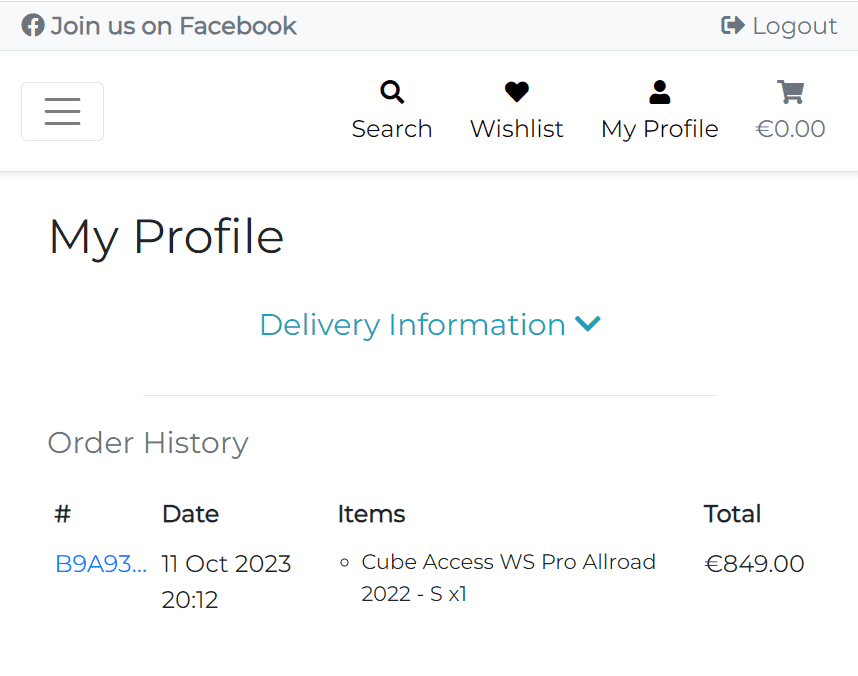 Join us on Facebook
Logout
Search
Wishlist
My Profile
€0.00
My Profile
Delivery Information
Order History
# Date Items Total
B9A93... 11 Oct 2023 Cube Access WS Pro Allroad €849.00
20:12 2022 - S x1